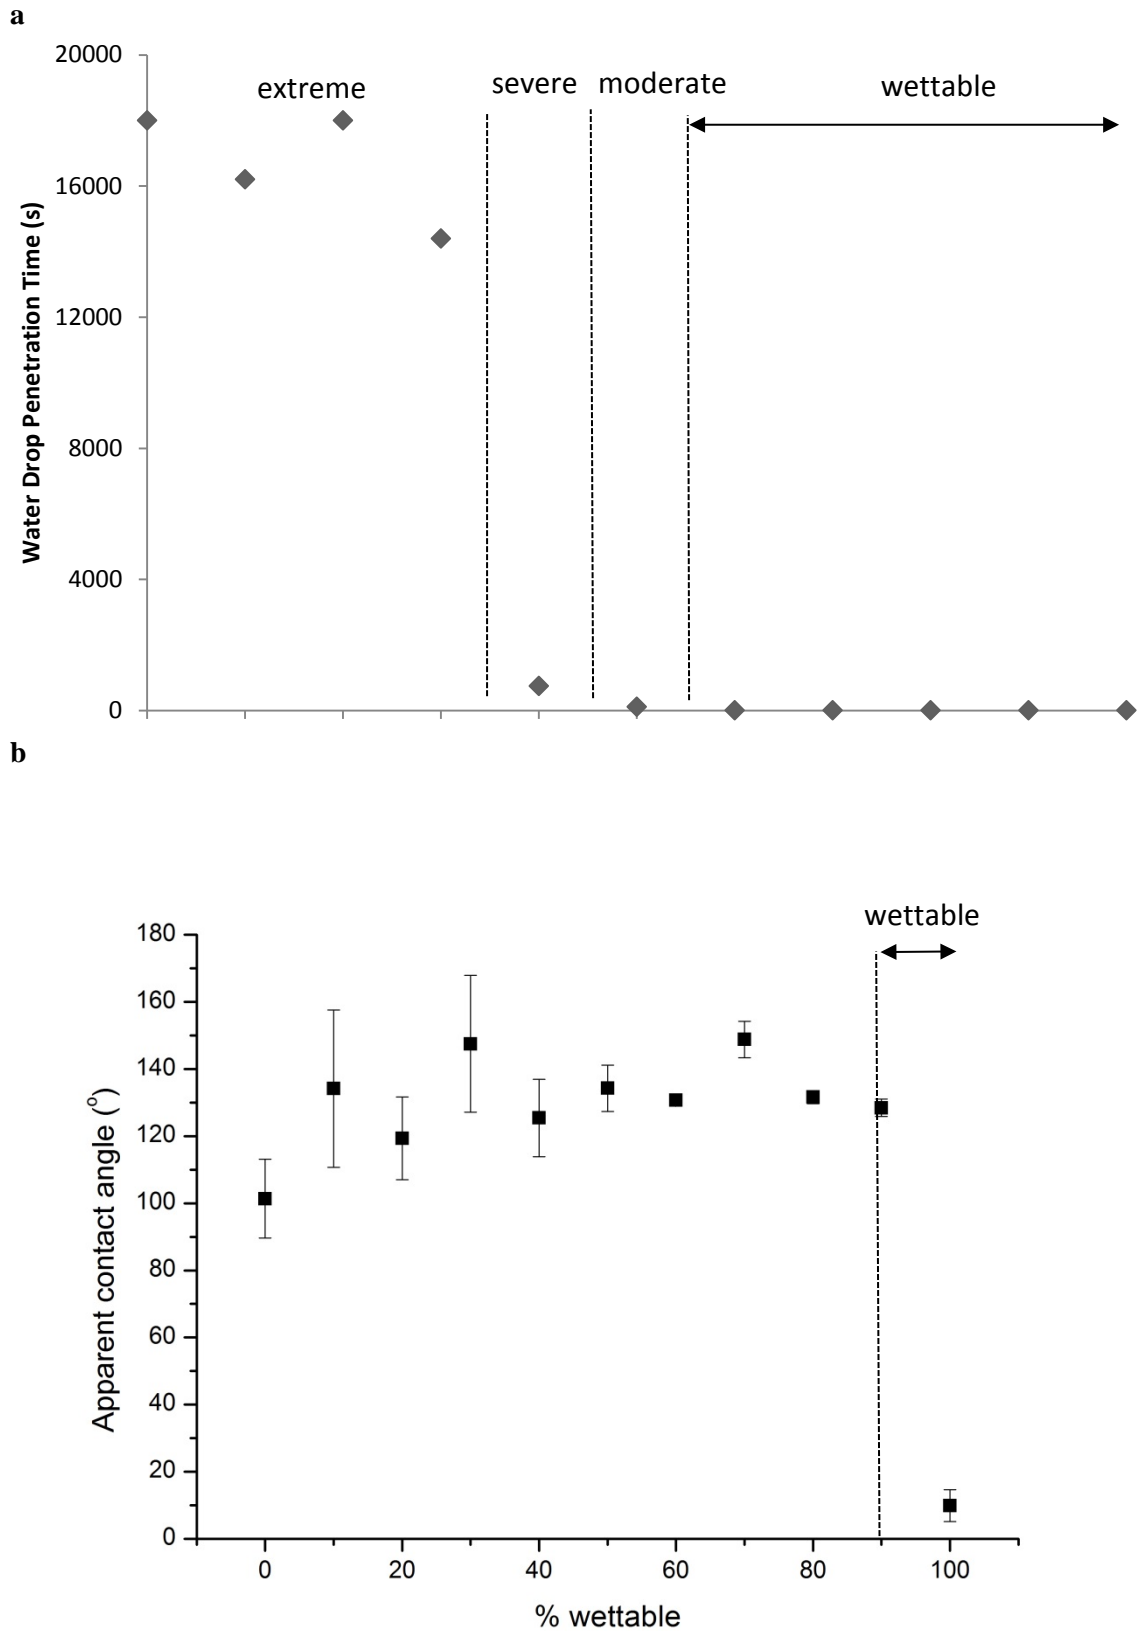 a
20000
extreme
severe
moderate
wettable
16000
12000
8000
4000
0
Water Drop Penetration Time (s)
b
wettable
180
160
140
120
100
80
60
40
20
0
Apparent contact angle (°)
0 20 40 60 80 100
% wettable